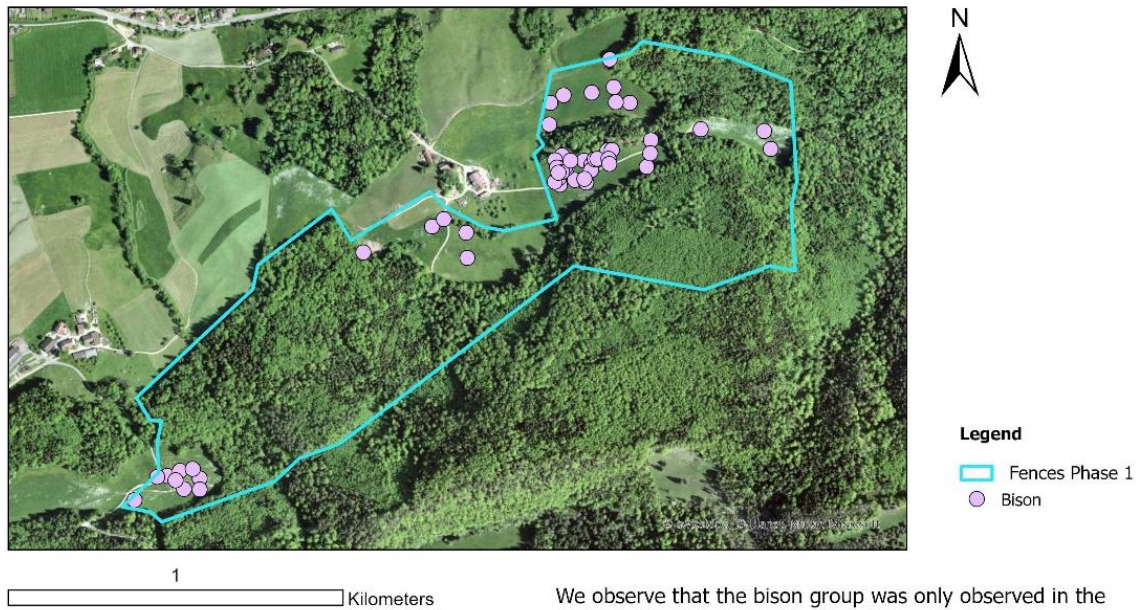 N
Legend
Fences Phase 1
Bison
1
Kilometers
We observe that the bison group was only observed in the